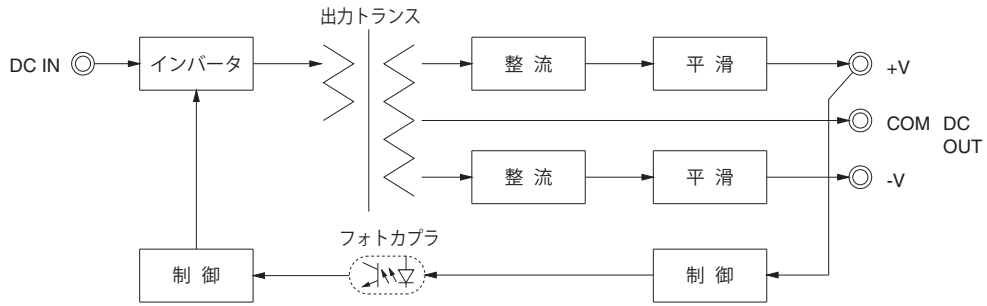 出力トランス
DC IN
インバータ
整 流
平 滑
+V
COM DC
OUT
整 流
平 滑
-V
フォトカプラ
制 御
制 御